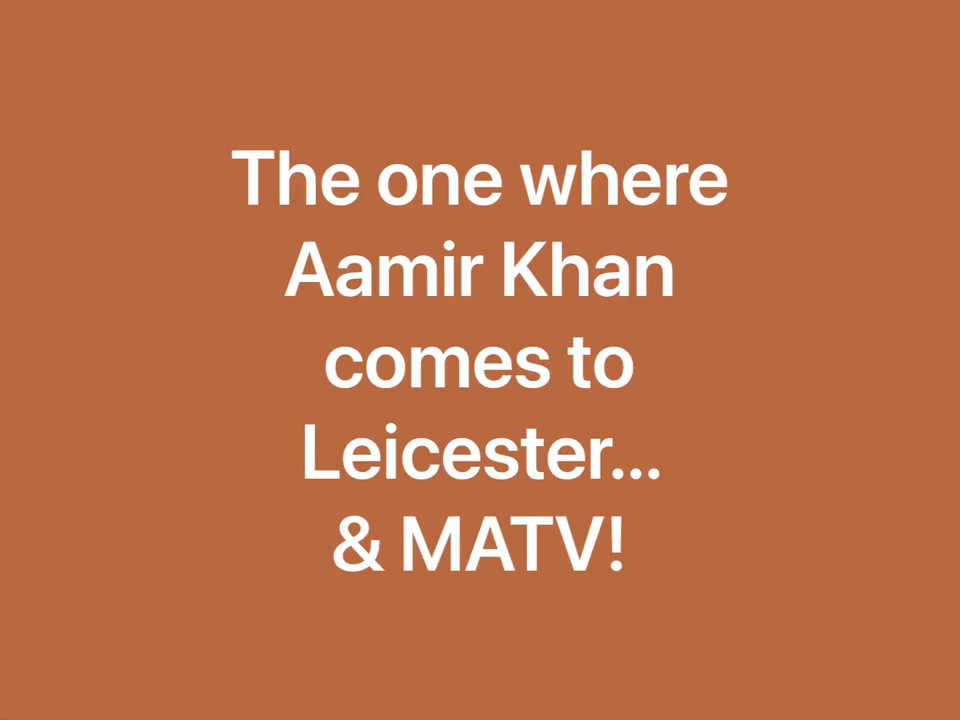 The one where
Aamir Khan
comes to
Leicester...
& MATV!